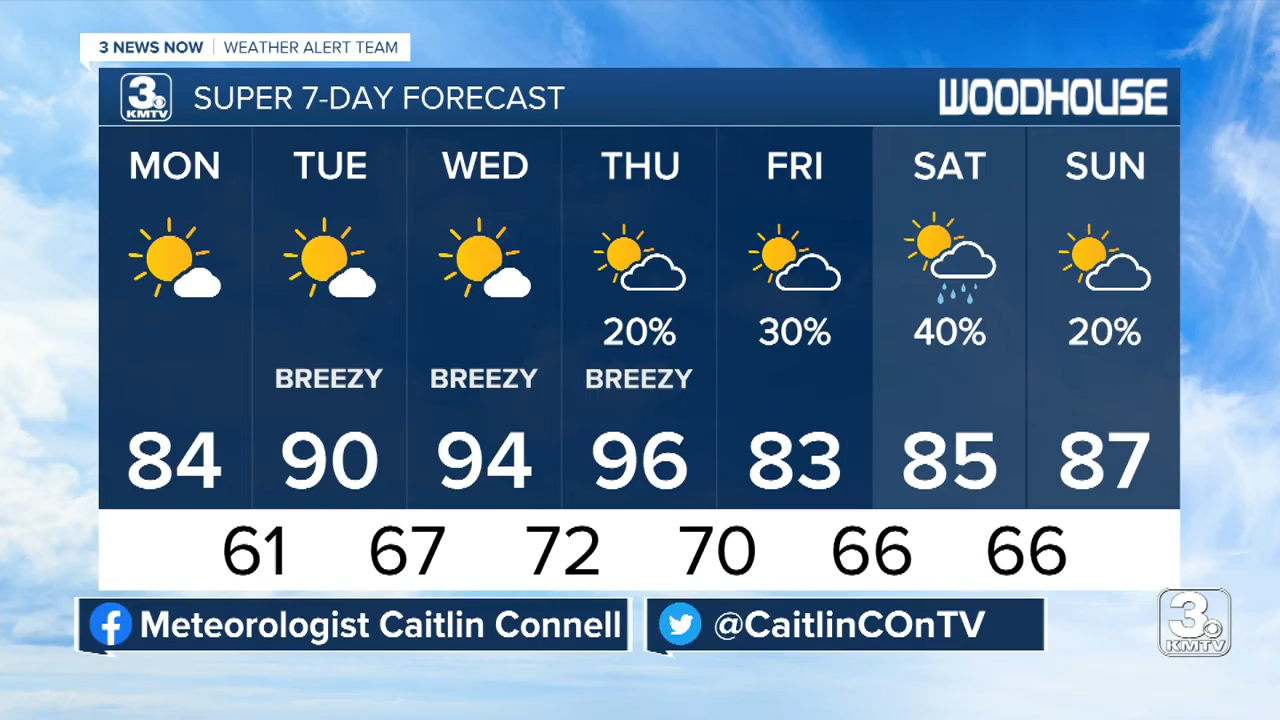 3 NEWS NOW | WEATHER ALERT TEAM
3 KMTV SUPER 7-DAY FORECAST WOODHOUSE
MON TUE WED THU FRI SAT SUN
20% 30% 40% 20%
BREEZY BREEZY BREEZY
84 90 94 96 83 85 87
61 67 72 70 66 66
Meteorologist Caitlin Connell @CaitlinCOnTV
3 KMTV